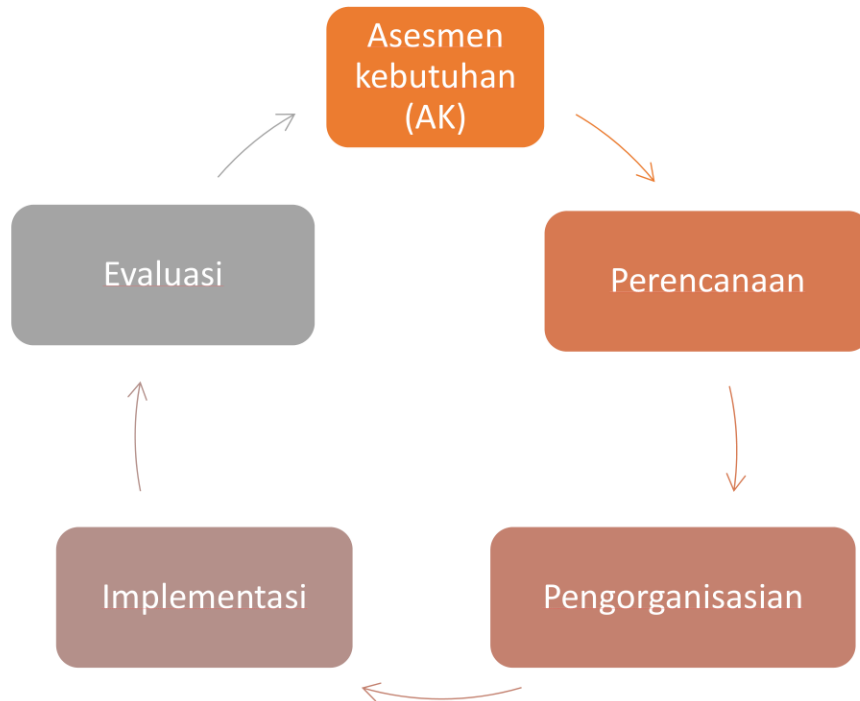 Asesmen
kebutuhan
(AK)
Perencanaan
Pengorganisasian
Implementasi
Evaluasi